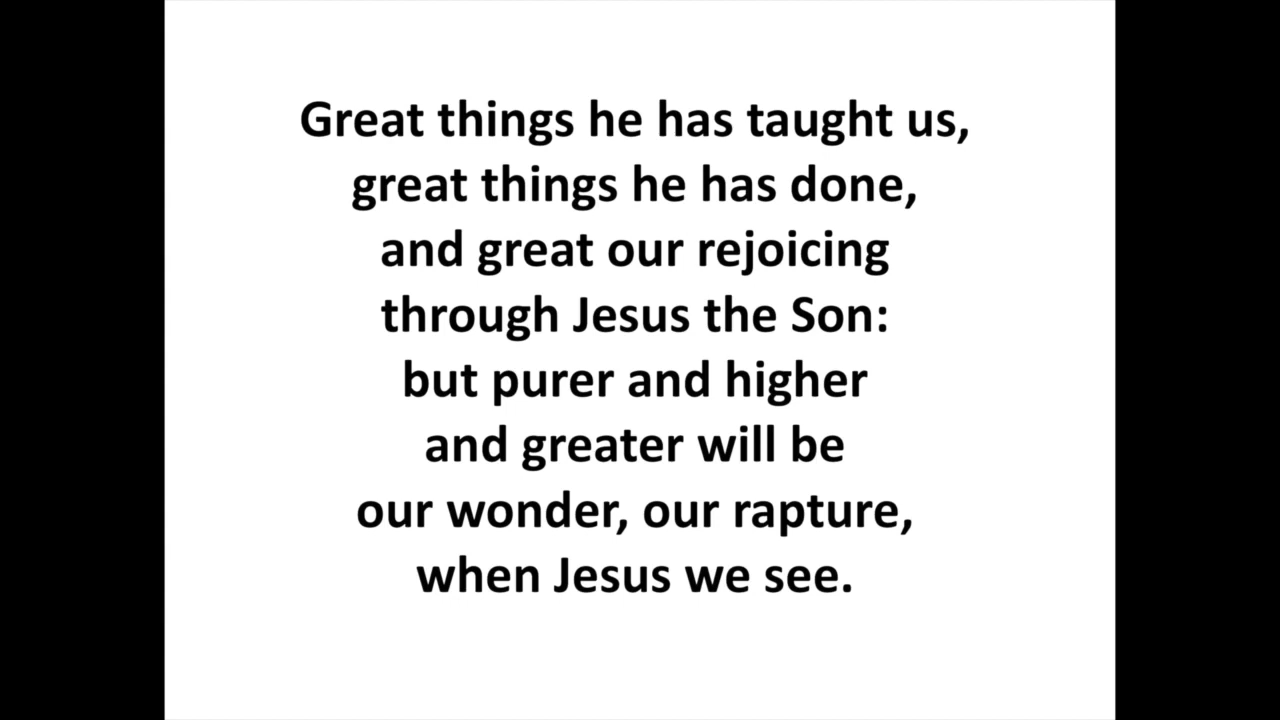 Great things he has taught us,
great things he has done,
and great our rejoicing
through Jesus the Son:
but purer and higher
and greater will be
our wonder, our rapture,
when Jesus we see.